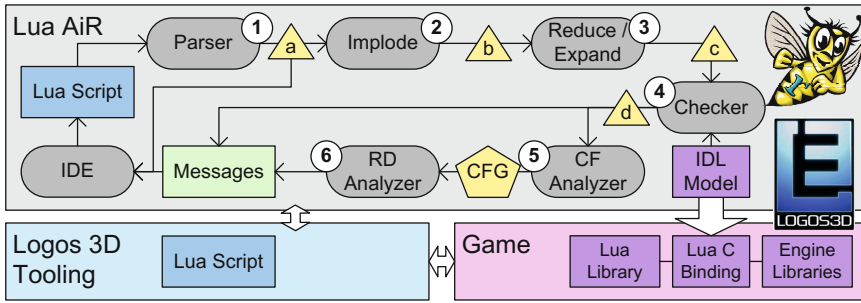 Lua AiR
Parser
1
a
Implode
2
b
Reduce /
Expand
3
c
Lua Script
4
Checker
d
IDE
Messages
6
RD
Analyzer
CFG
5
CF
Analyzer
IDL
Model
LOGOS3D
Logos 3D
Tooling
Lua Script
Game
Lua
Library
Lua C
Binding
Engine
Libraries